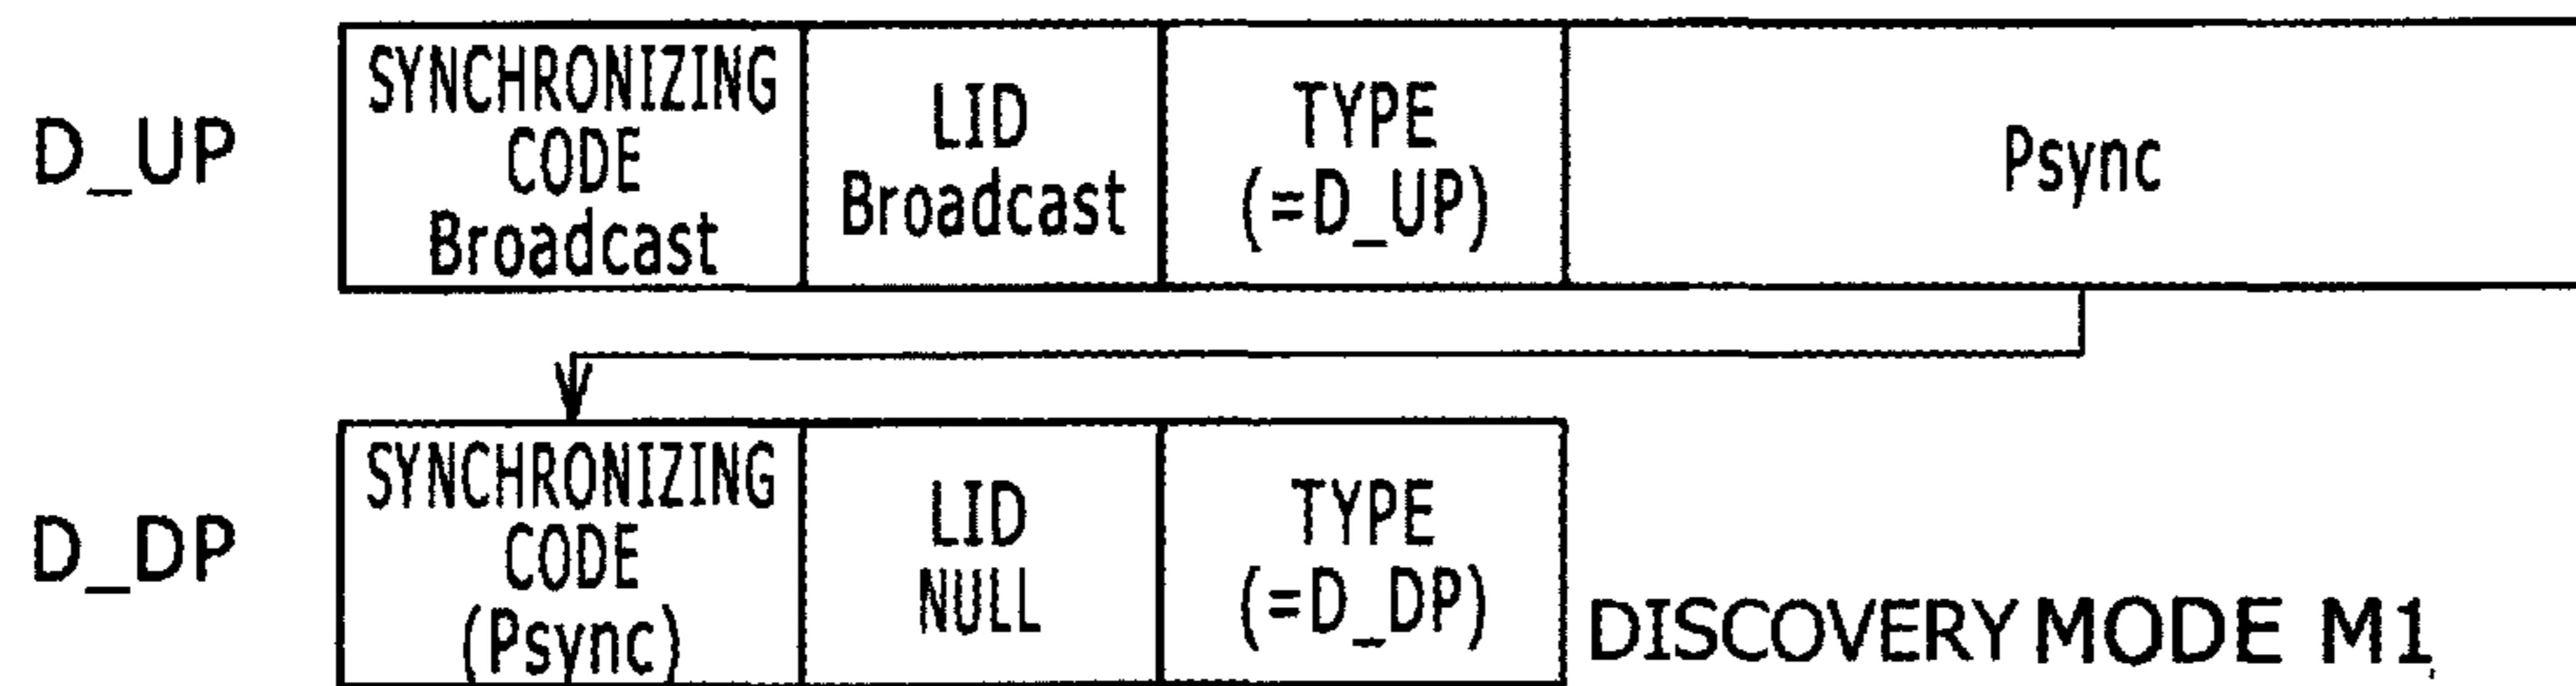 D_UP
SYNCHRONIZING
CODE
Broadcast
LID
Broadcast
TYPE
(=D_UP)
Psync
D_DP
SYNCHRONIZING
CODE
(Psync)
LID
NULL
TYPE
(=D_DP)
DISCOVERY MODE M1